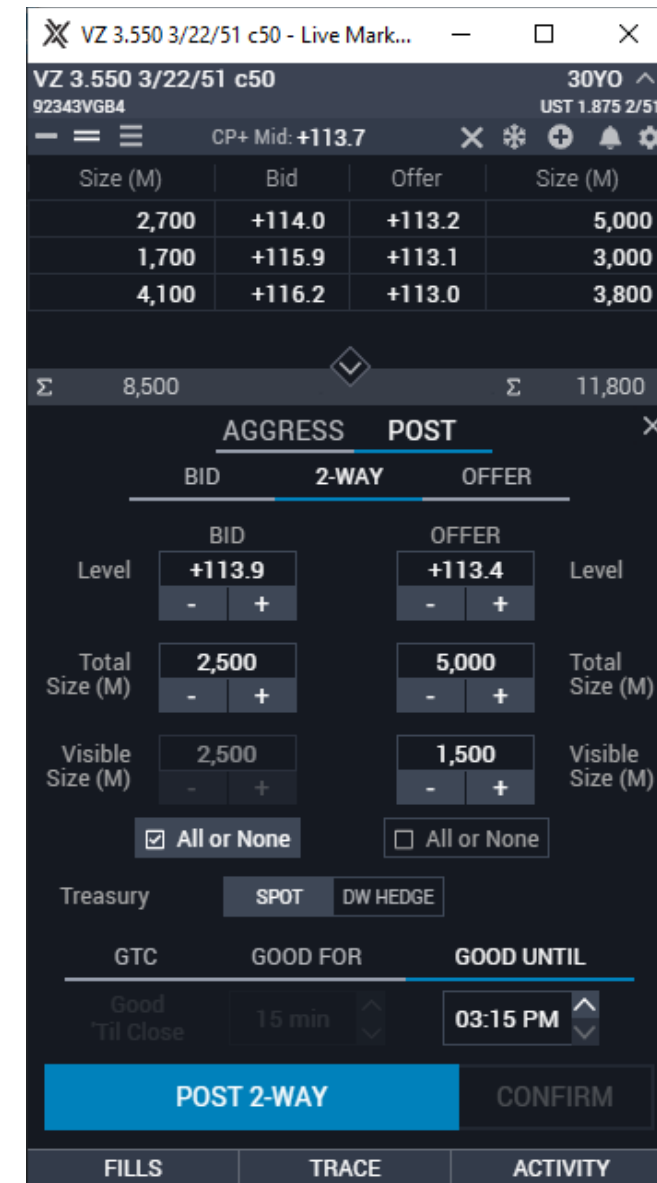 VZ 3.550 3/22/51 c50 - Live Mark...
VZ 3.550 3/22/51 c50 30YO
92343VGB4 UST 1.875 2/51
CP+ Mid: +113.7
Size (M) Bid Offer Size (M)
2,700 +114.0 +113.2 5,000
1,700 +115.9 +113.1 3,000
4,100 +116.2 +113.0 3,800
Σ 8,500 Σ 11,800
AGGRESS POST
BID 2-WAY OFFER
BID OFFER
Level +113.9 +113.4 Level
- + - +
Total 2,500 5,000 Total
Size (M) - + - + Size (M)
Visible 2,500 1,500 Visible
Size (M) - + - + Size (M)
All or None All or None
Treasury SPOT DW HEDGE
GTC GOOD FOR GOOD UNTIL
Good 15 min 03:15 PM
'Til Close
POST 2-WAY CONFIRM
FILLS TRACE ACTIVITY